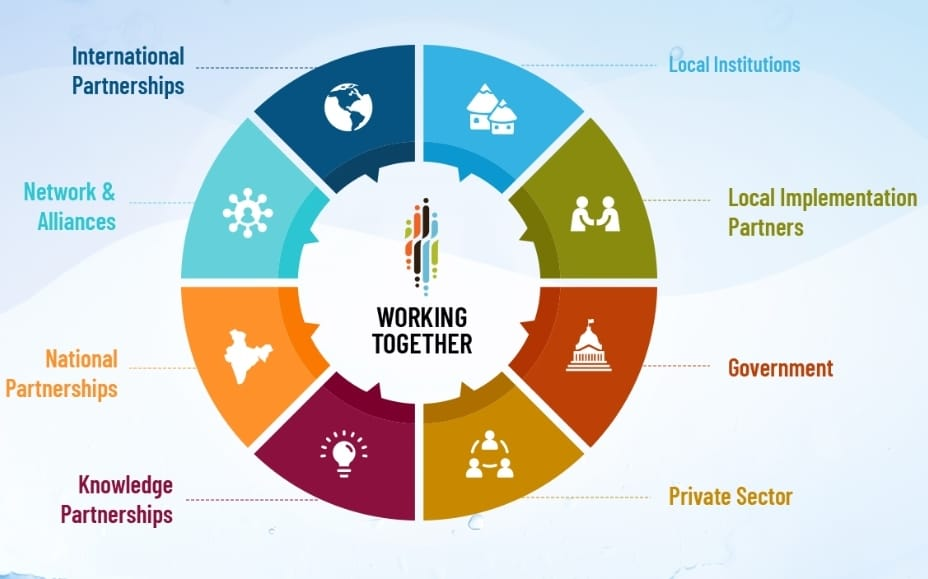 International
Partnerships
Local Institutions
Network &
Alliances
Local Implementation
Partners
WORKING
TOGETHER
National
Partnerships
Government
Knowledge
Partnerships
Private Sector